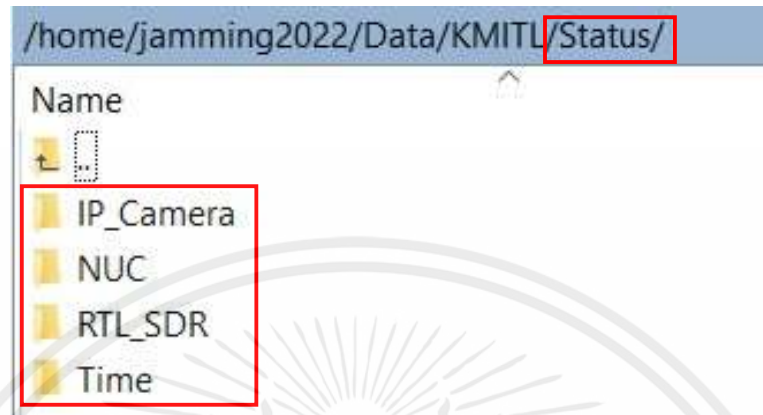 /home/jamming2022/Data/KMITL/Status/
Name
..
IP_Camera
NUC
RTL_SDR
Time